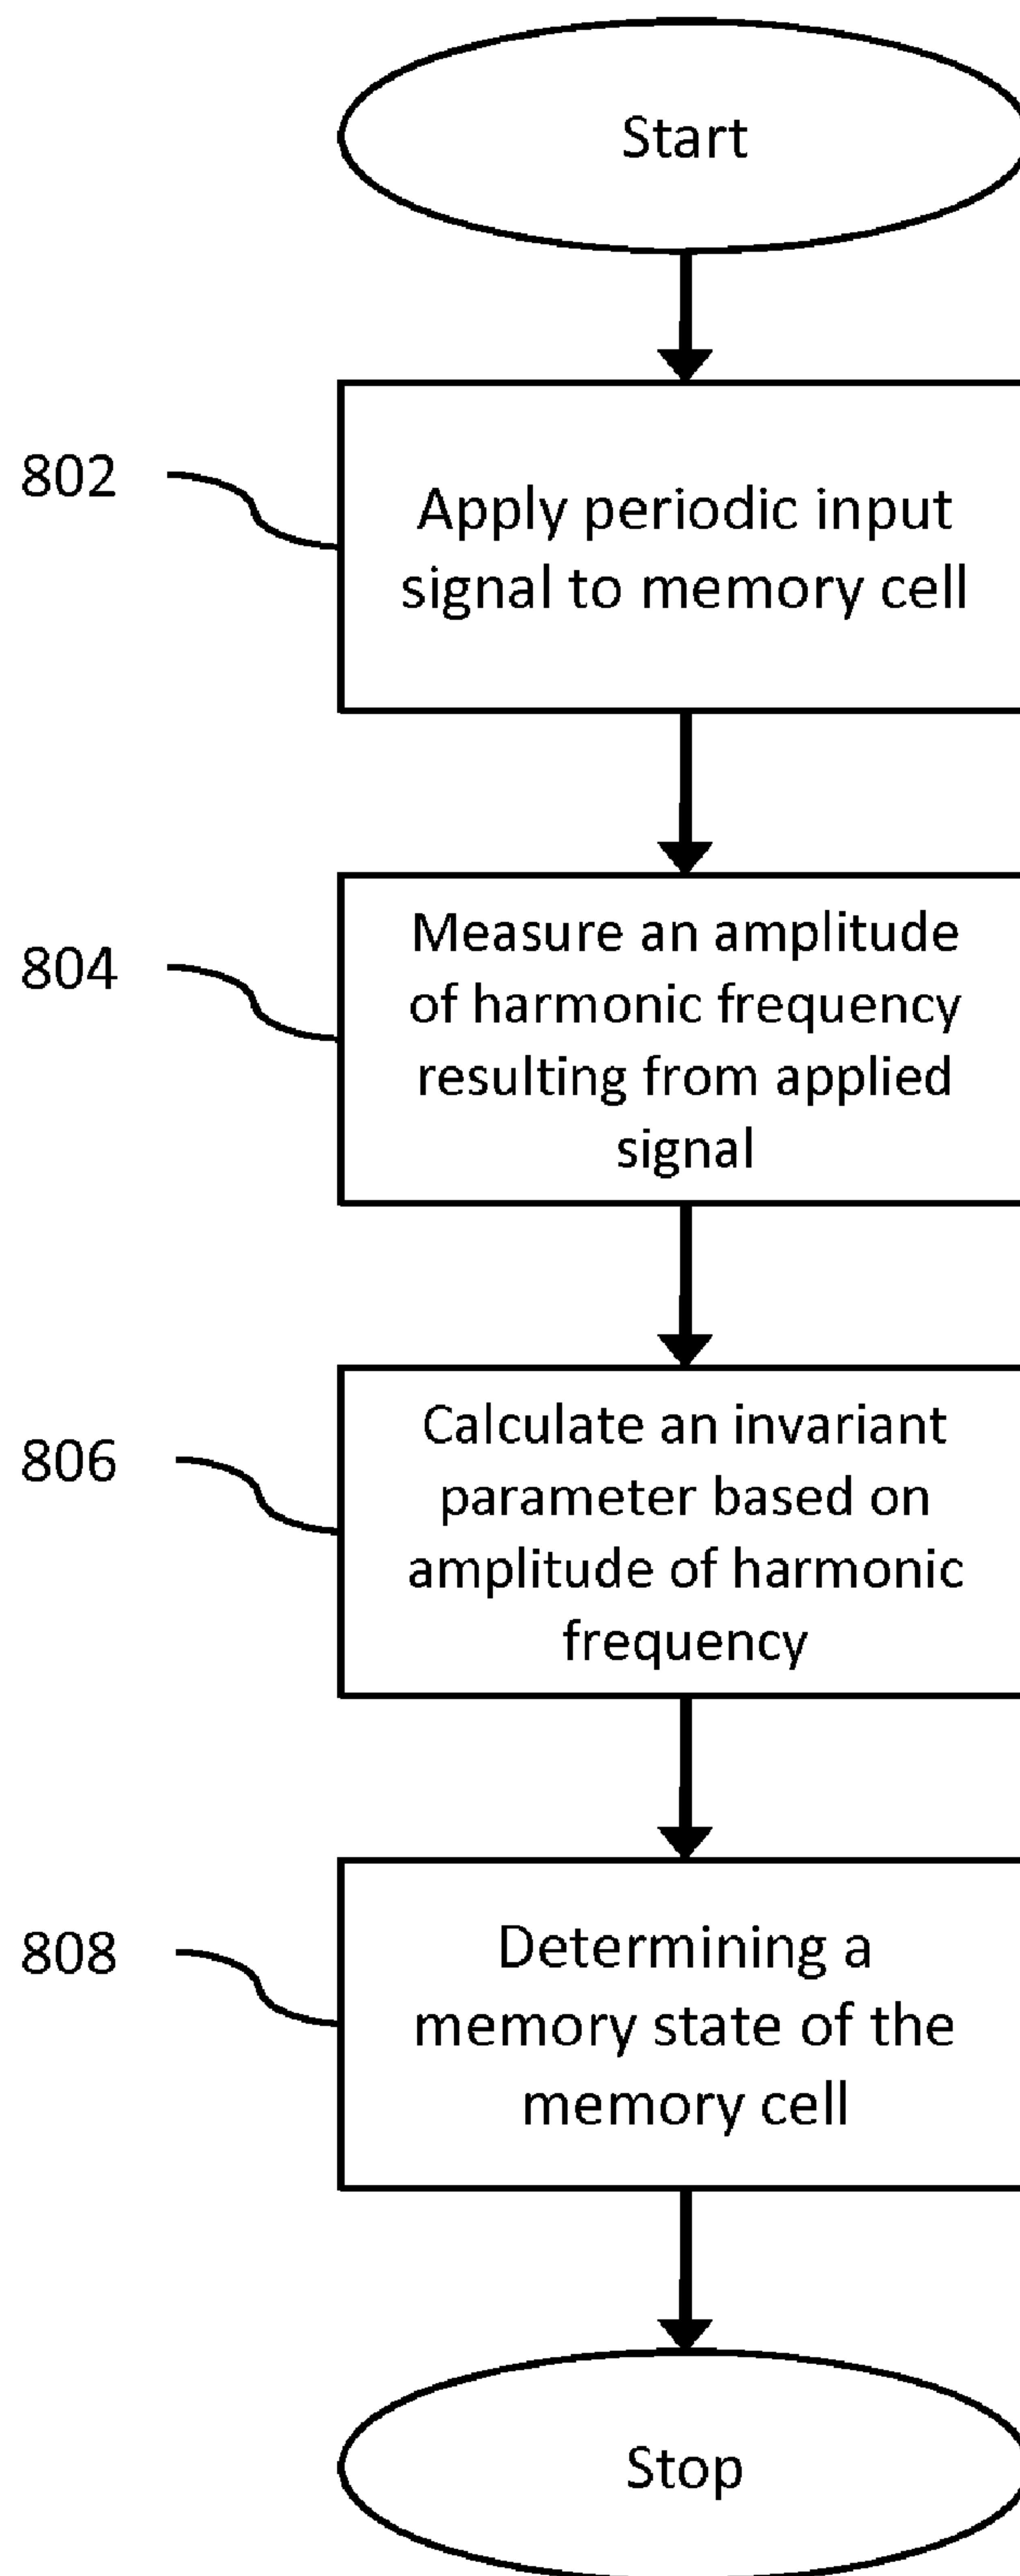 Start
802
Apply periodic input
signal to memory cell
804
Measure an amplitude
of harmonic frequency
resulting from applied
signal
806
Calculate an invariant
parameter based on
amplitude of harmonic
frequency
808
Determining a
memory state of the
memory cell
Stop